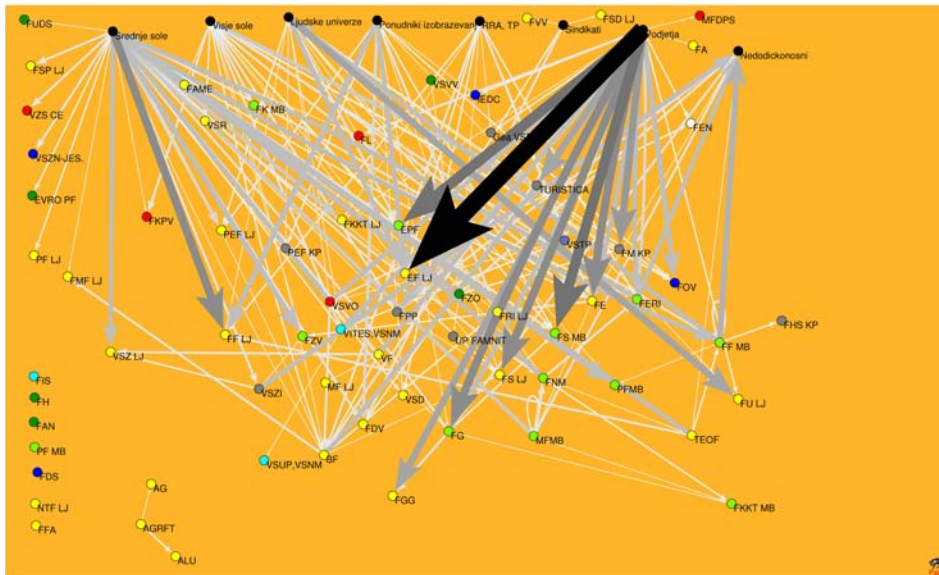 FUDS
Srednje sole
Visje sole
Ljudske univerze
Ponudniki izobrazevanj
RRA, TP
FVV
Sindikati
FSD LJ
Podjetja
MFDPS
FA
Nedodickonosni
FSP LJ
FAME
FK MB
VSVV
IEDC
VZS CE
VSR
FL
Gea VSP
FEN
VSZN-JES.
TURISTICA
EVRO PF
FKPV
PEF LJ
FKKT LJ
EPF
PEF KP
VSTP
FM KP
PF LJ
FMF LJ
EF LJ
FOV
VSVO
FPP
FZO
FRI LJ
FE
FERI
FHS KP
FF LJ
FZV
VITES,VSNM
UP FAMNIT
FS MB
FF MB
VSZ LJ
VF
FIS
VSZI
MF LJ
VSD
FS LJ
FNM
PFMB
FU LJ
FH
FAN
FDV
FG
MFMB
TEOF
PF MB
VSUP,VSNM
BF
FDS
AG
FGG
FKKT MB
NTF LJ
FFA
AGRFT
ALU